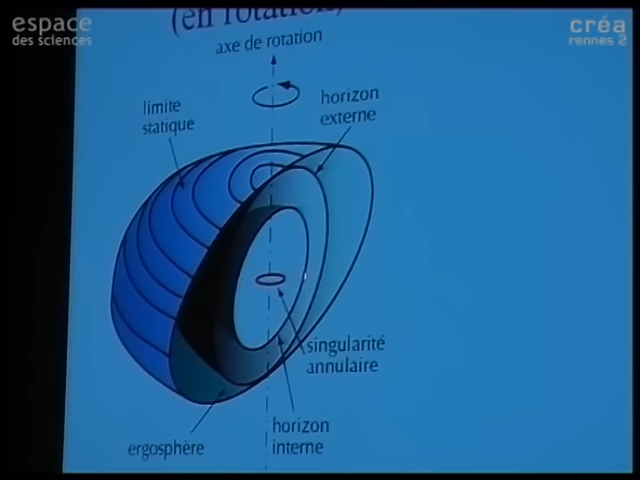 espace
des sciences
créa
rennes 2
(en rotation)
axe de rotation
limite
statique
horizon
externe
singularité
annulaire
horizon
interne
ergosphère